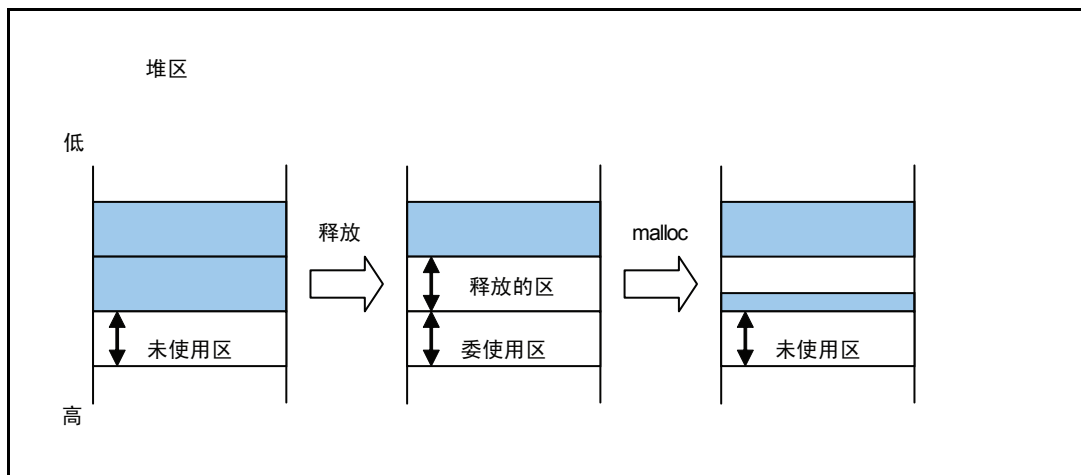 堆区
低
释放
malloc
释放的区
未使用区
委使用区
未使用区
高